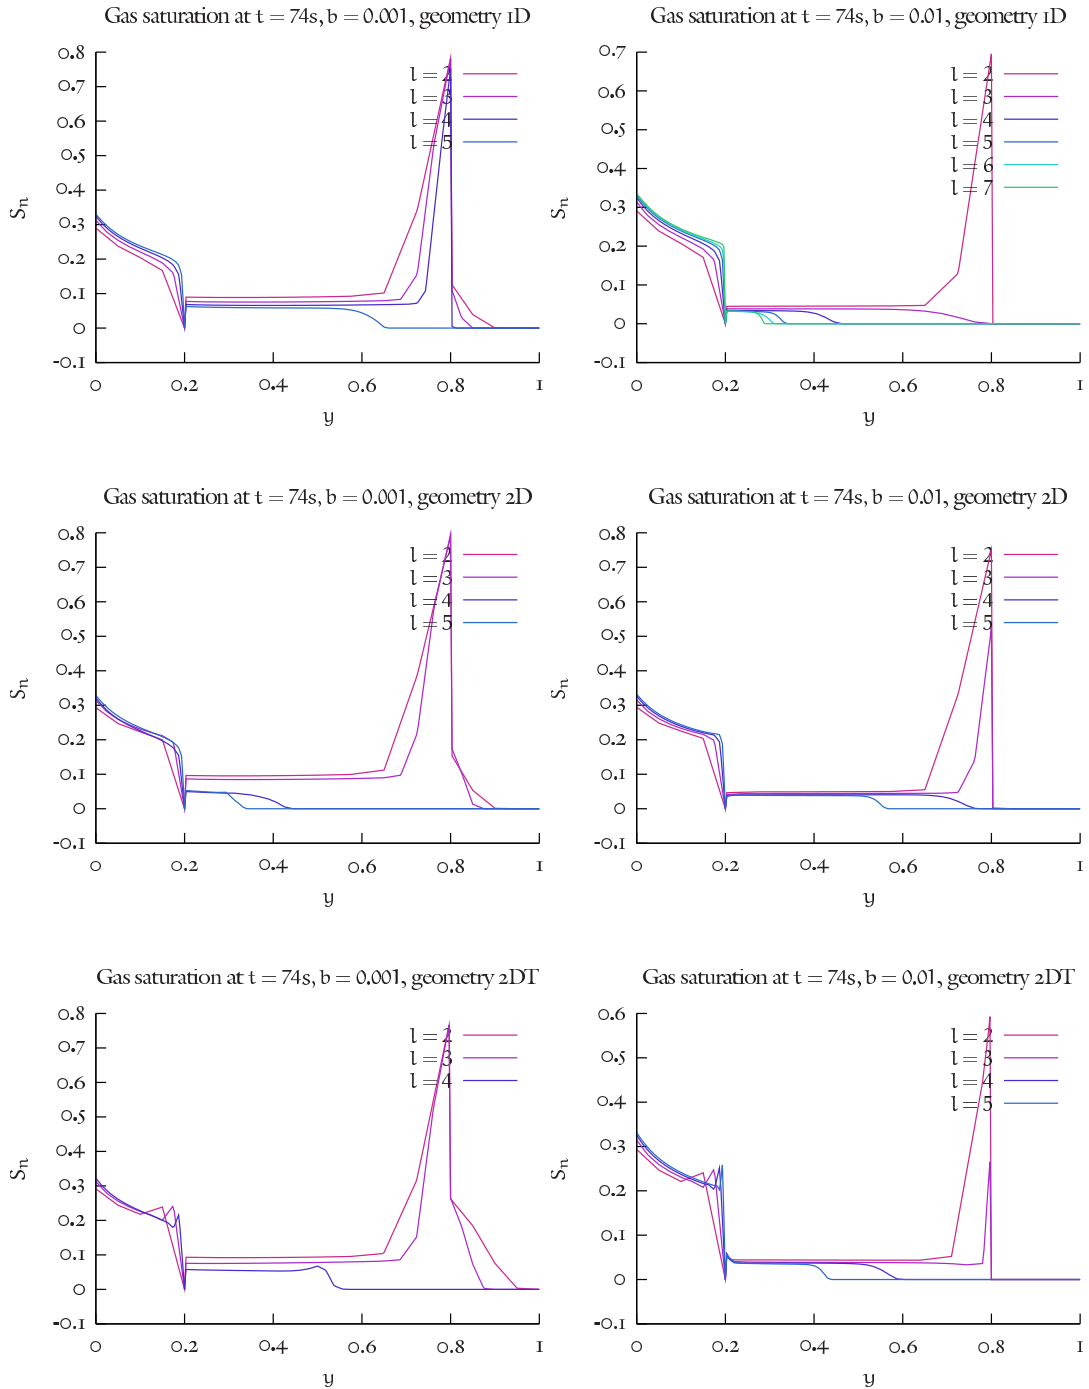 Gas saturation at t = 74s, b = 0.001, geometry 1D
0.8
0.7
0.6
0.5
0.4
0.3
0.2
0.1
0
-0.1
0 0.2 0.4 0.6 0.8 1
Sn
y
l = 2
l = 3
l = 4
l = 5
Gas saturation at t = 74s, b = 0.01, geometry 1D
0.7
0.6
0.5
0.4
0.3
0.2
0.1
0
-0.1
0 0.2 0.4 0.6 0.8 1
Sn
y
l = 2
l = 3
l = 4
l = 5
l = 6
l = 7
Gas saturation at t = 74s, b = 0.001, geometry 2D
0.8
0.7
0.6
0.5
0.4
0.3
0.2
0.1
0
-0.1
0 0.2 0.4 0.6 0.8 1
Sn
y
l = 2
l = 3
l = 4
l = 5
Gas saturation at t = 74s, b = 0.01, geometry 2D
0.8
0.7
0.6
0.5
0.4
0.3
0.2
0.1
0
-0.1
0 0.2 0.4 0.6 0.8 1
Sn
y
l = 2
l = 3
l = 4
l = 5
Gas saturation at t = 74s, b = 0.001, geometry 2DT
0.8
0.7
0.6
0.5
0.4
0.3
0.2
0.1
0
-0.1
0 0.2 0.4 0.6 0.8 1
Sn
y
l = 2
l = 3
l = 4
Gas saturation at t = 74s, b = 0.01, geometry 2DT
0.6
0.5
0.4
0.3
0.2
0.1
0
-0.1
0 0.2 0.4 0.6 0.8 1
Sn
y
l = 2
l = 3
l = 4
l = 5